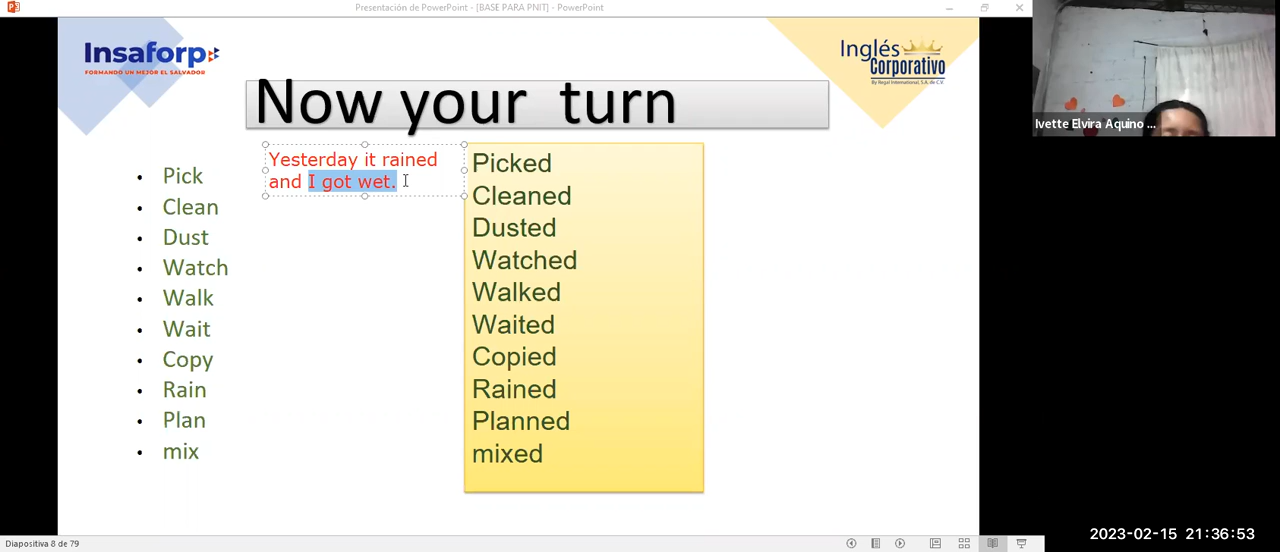 Presentación de PowerPoint - [BASE PARA PNIT] - PowerPoint
Insaforp
FORMANDO UN MEJOR EL SALVADOR
Inglés
Corporativo
By Regal International, S.A. de C.V.
Now your turn
Yesterday it rained
and I got wet.
Pick
Clean
Dust
Watch
Walk
Wait
Copy
Rain
Plan
mix
Picked
Cleaned
Dusted
Watched
Walked
Waited
Copied
Rained
Planned
mixed
Ivette Elvira Aquino ...
Diapositiva 8 de 79
2023-02-15 21:36:53